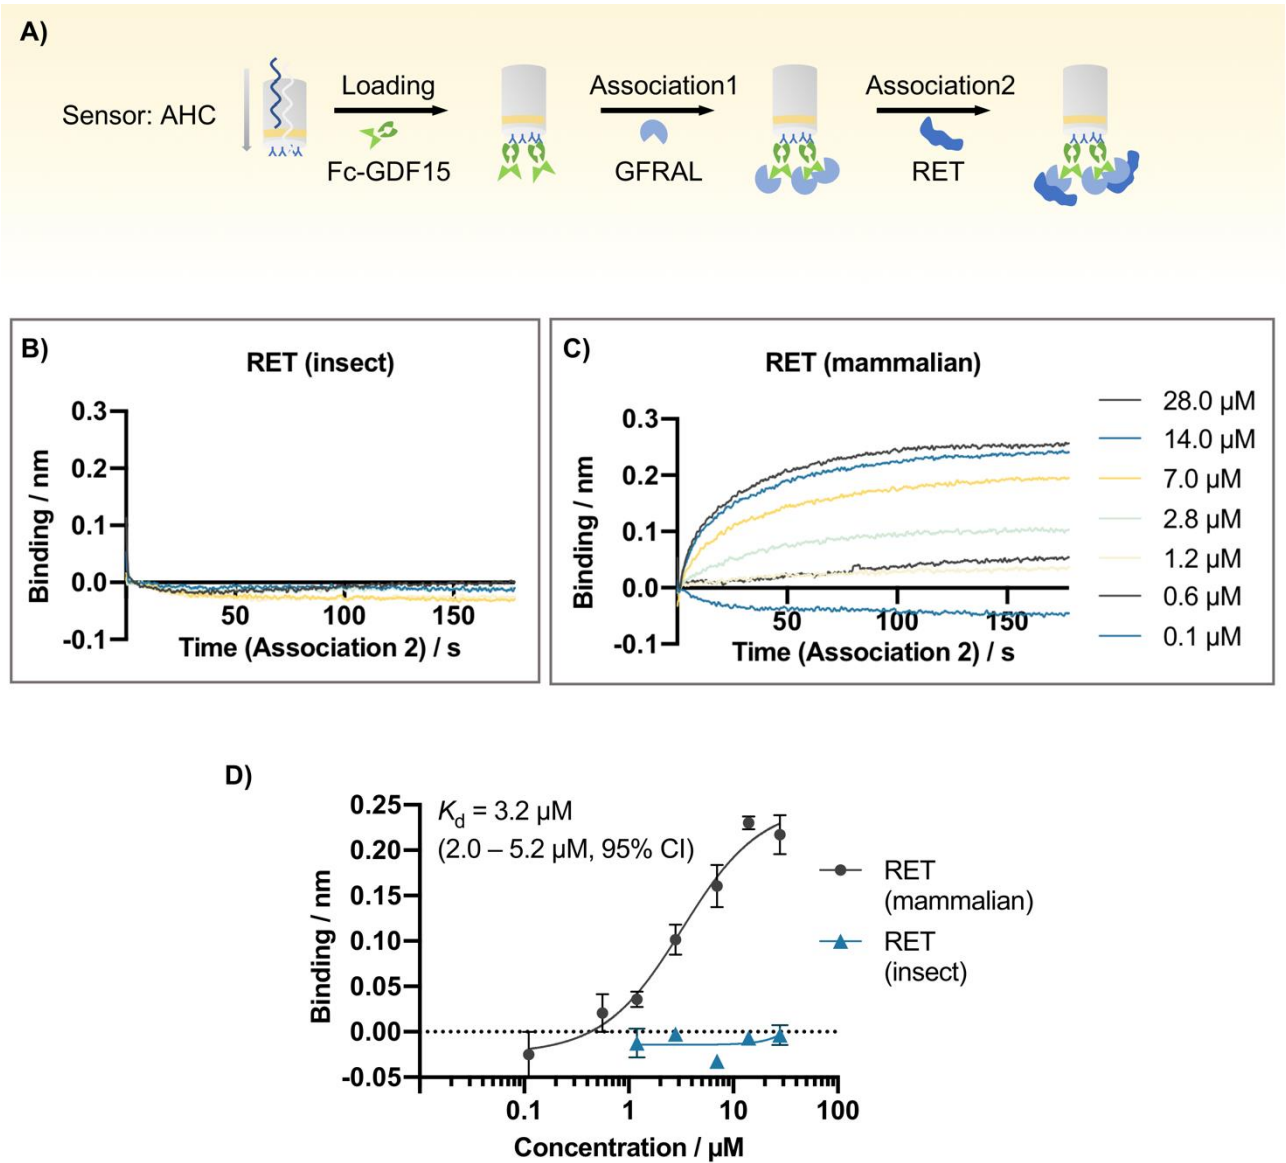 A)
Sensor: AHC
Loading
Fc-GDF15
Association1
GFRAL
Association2
RET
B)
RET (insect)
0.3
0.2
0.1
0.0
-0.1
Binding / nm
50
100
150
Time (Association 2) / s
C)
RET (mammalian)
0.3
0.2
0.1
0.0
-0.1
Binding / nm
50
100
150
Time (Association 2) / s
28.0 µM
14.0 µM
7.0 µM
2.8 µM
1.2 µM
0.6 µM
0.1 µM
D)
Kd = 3.2 µM
(2.0 – 5.2 µM, 95% CI)
0.25
0.20
0.15
0.10
0.05
0.00
-0.05
Binding / nm
0.1
1
10
100
Concentration / µM
RET
(mammalian)
RET
(insect)